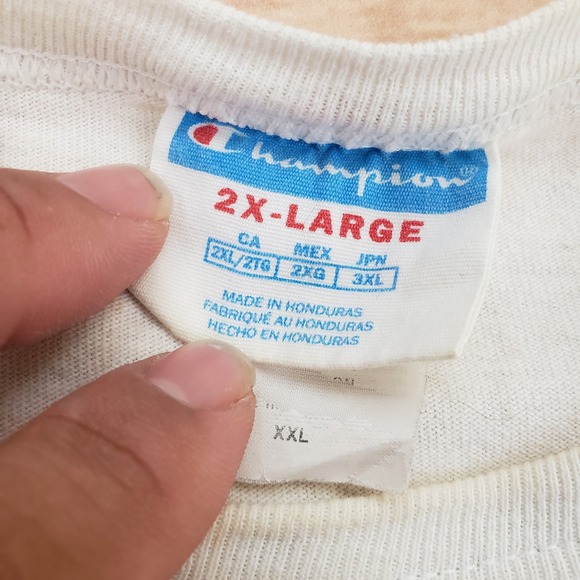 Champion
2X-LARGE
CA MEX JPN
2XL/2TG 2XG 3XL
MADE IN HONDURAS
FABRIQUÉ AU HONDURAS
HECHO EN HONDURAS
XXL